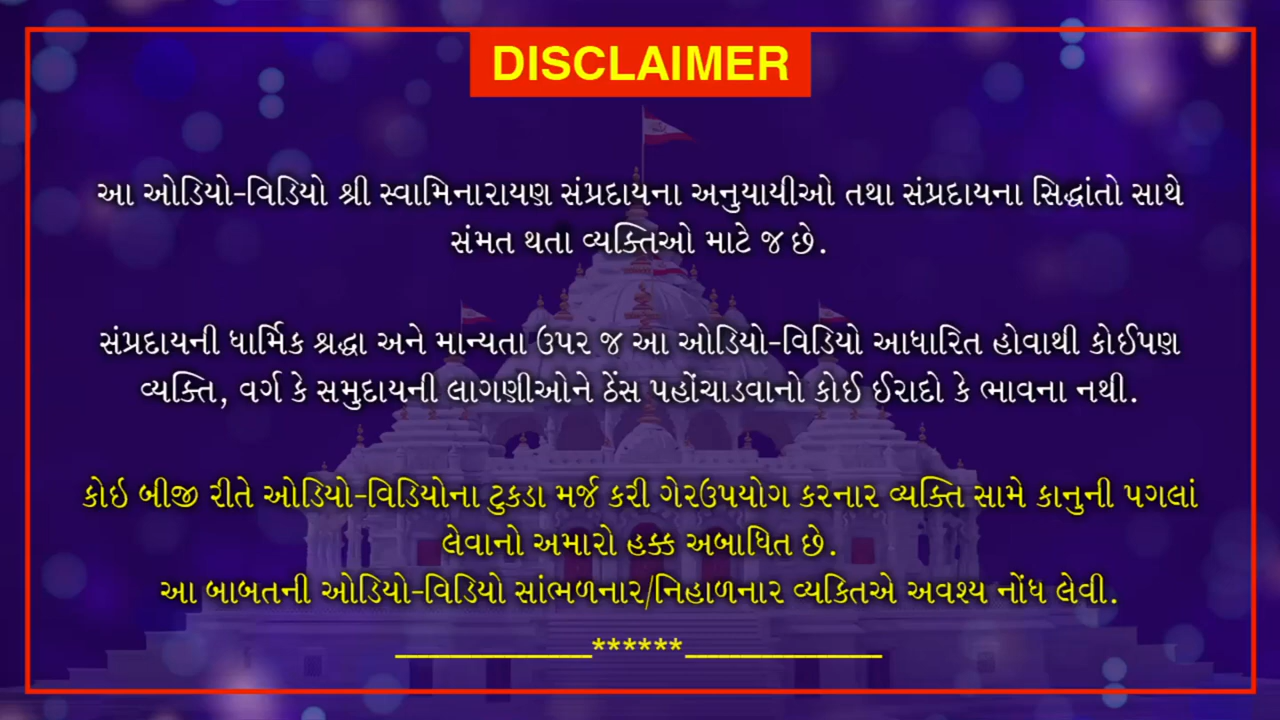 DISCLAIMER
આ ઓડિયો-વિડિયો શ્રી સ્વામિનારાયણ સંપ્રદાયના અનુયાયીઓ તથા સંપ્રદાયના સિદ્ધાંતો સાથે
સંમત થતા વ્યક્તિઓ માટે જ છે.
સંપ્રદાયની ધાર્મિક શ્રદ્ધા અને માન્યતા ઉપર જ આ ઓડિયો-વિડિયો આધારિત હોવાથી કોઈપણ
વ્યક્તિ, વર્ગ કે સમુદાયની લાગણીઓને ઠેંસ પહોંચાડવાનો કોઈ ઈરાદો કે ભાવના નથી.
કોઇ બીજી રીતે ઓડિયો-વિડિયોના ટુકડા મર્જ કરી ગેરઉપયોગ કરનાર વ્યક્તિ સામે કાનુની પગલાં
લેવાનો અમારો હક્ક અબાધિત છે.
આ બાબતની ઓડિયો-વિડિયો સાંભળનાર/નિહાળનાર વ્યકિતએ અવશ્ય નોંધ લેવી.
______________******______________